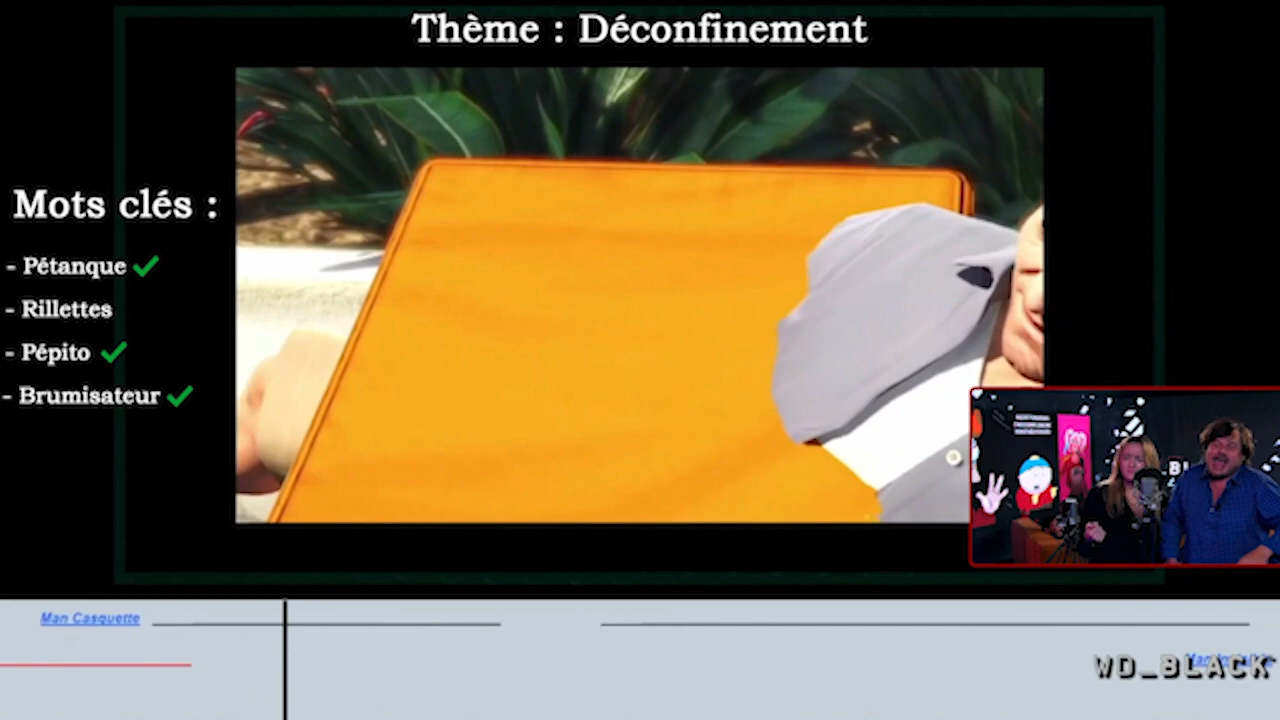 Thème : Déconfinement
Mots clés :
- Pétanque
- Rillettes
- Pépito
- Brumisateur
Man Casquette
WD_BLACK